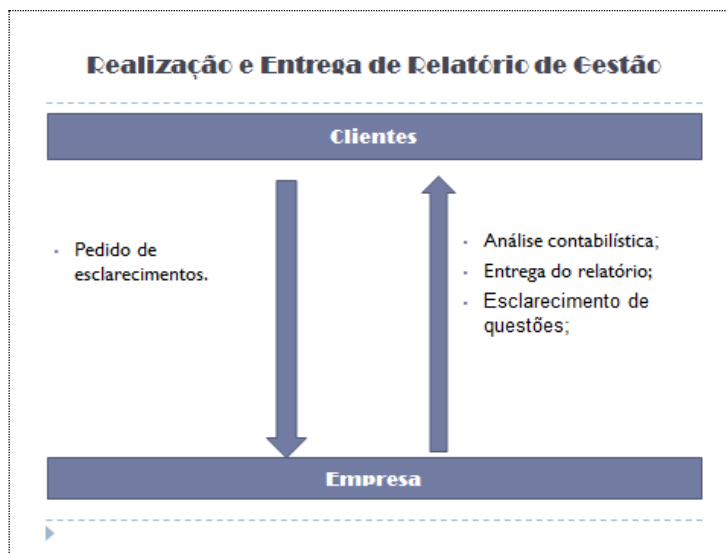 Realização e Entrega de Relatório de Gestão
Clientes
Pedido de
esclarecimentos.
Análise contabilística;
Entrega do relatório;
Esclarecimento de
questões;
Empresa